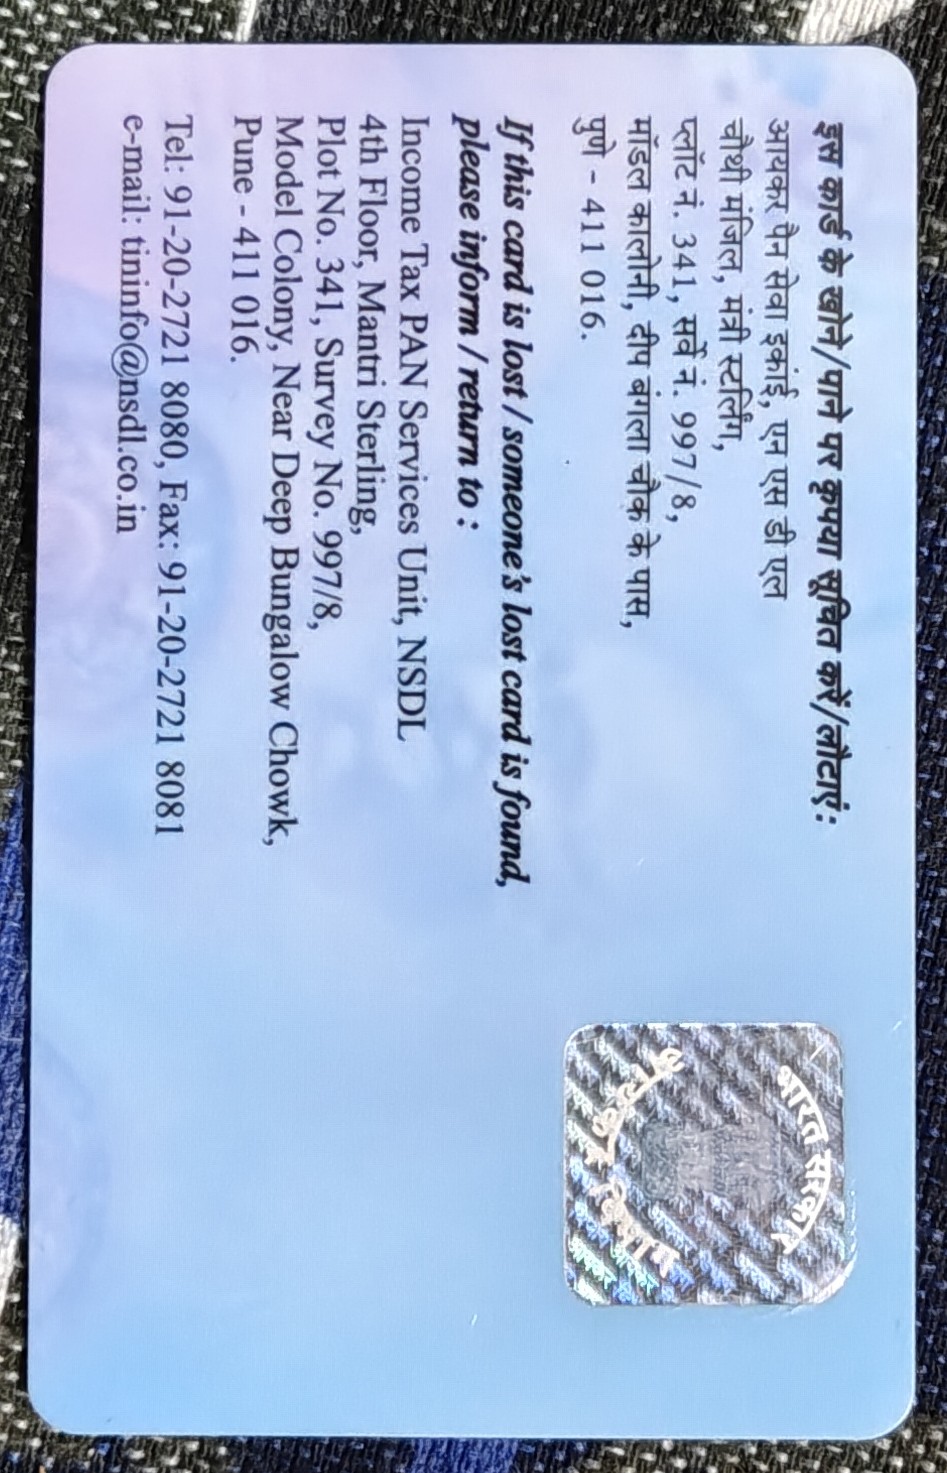 इस कार्ड के खोने/पाने पर कृपया सूचित करें/लौटाएं :
आयकर पैन सेवा इकाई, एन एस डी एल
चौथी मंजिल, मंत्री स्टर्लिंग,
प्लॉट नं. 341, सर्वे नं. 997/8,
मॉडल कालोनी, दीप बंगला चौक के पास,
पुणे - 411 016.
If this card is lost / someone's lost card is found,
please inform / return to :
Income Tax PAN Services Unit, NSDL
4th Floor, Mantri Sterling,
Plot No. 341, Survey No. 997/8,
Model Colony, Near Deep Bungalow Chowk,
Pune - 411 016.
Tel: 91-20-2721 8080, Fax: 91-20-2721 8081
e-mail: tininfo@nsdl.co.in
भारत सरकार
आयकर विभाग